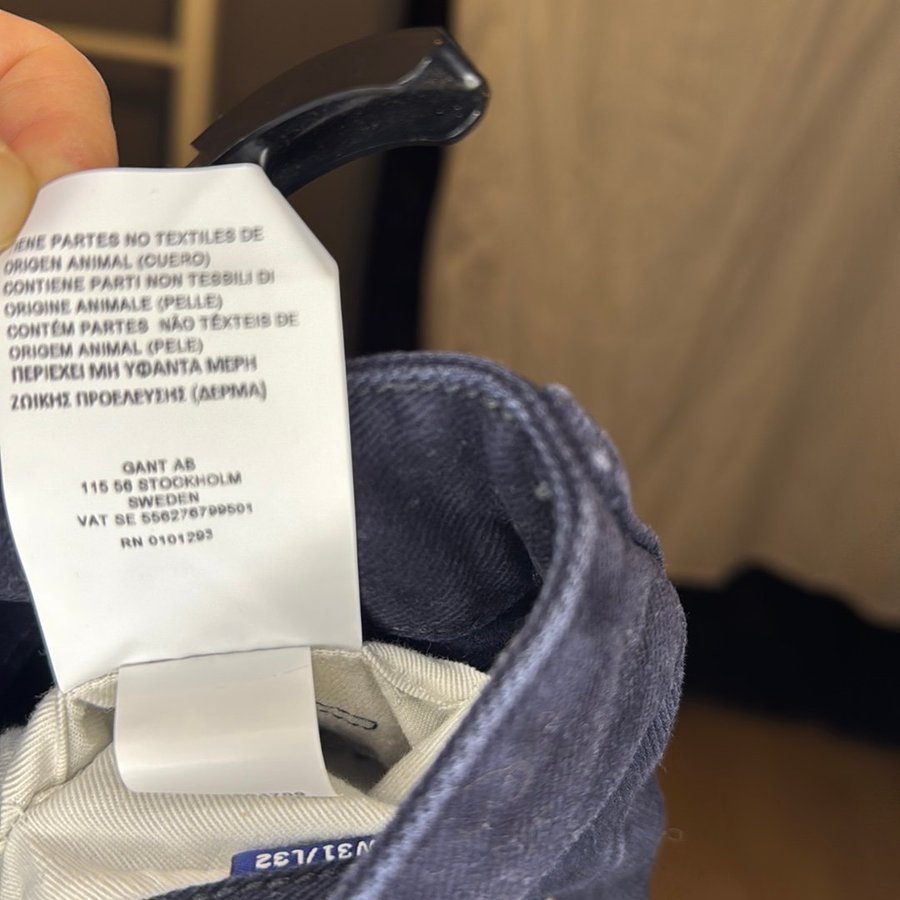 IENE PARTES NO TEXTILES DE
ORIGEN ANIMAL (CUERO)
CONTIENE PARTI NON TESSILI DI
ORIGINE ANIMALE (PELLE)
CONTÉM PARTES NÃO TÊXTEIS DE
ORIGEM ANIMAL (PELE)
ΠΕΡΙΕΧΕΙ ΜΗ ΥΦΑΝΤΑ ΜΕΡΗ
ΖΩΙΚΗΣ ΠΡΟΕΛΕΥΣΗΣ (ΔΕΡΜΑ)
GANT AB
115 56 STOCKHOLM
SWEDEN
VAT SE 556276799501
RN 0101293
W31/L32